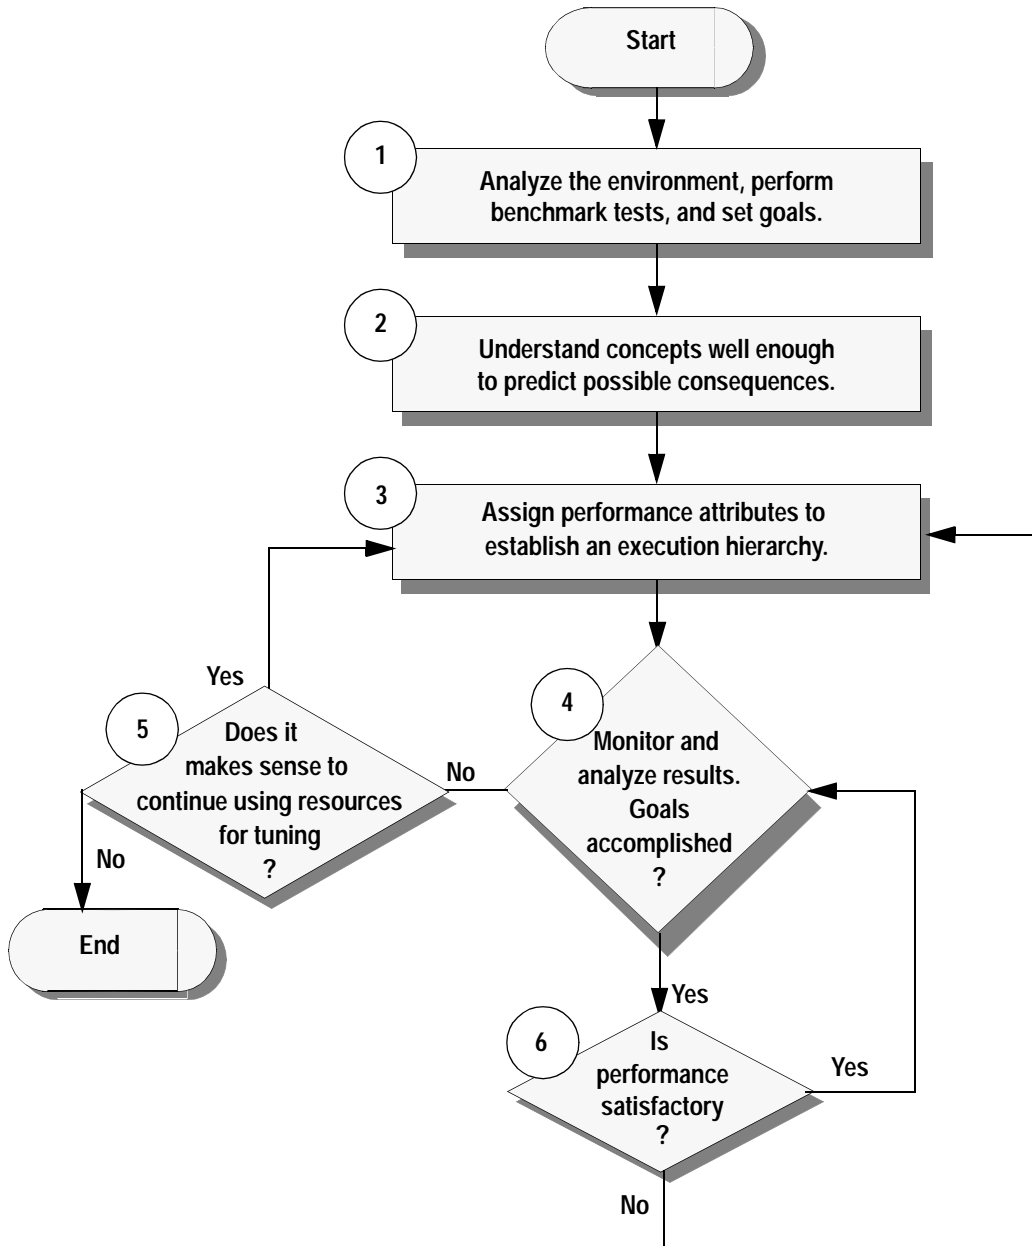 Start
1
Analyze the environment, perform
benchmark tests, and set goals.
2
Understand concepts well enough
to predict possible consequences.
3
Assign performance attributes to
establish an execution hierarchy.
4
Monitor and
analyze results.
Goals
accomplished
?
No
Yes
5
Does it
makes sense to
continue using resources
for tuning
?
No
End
Yes
6
Is
performance
satisfactory
?
Yes
No